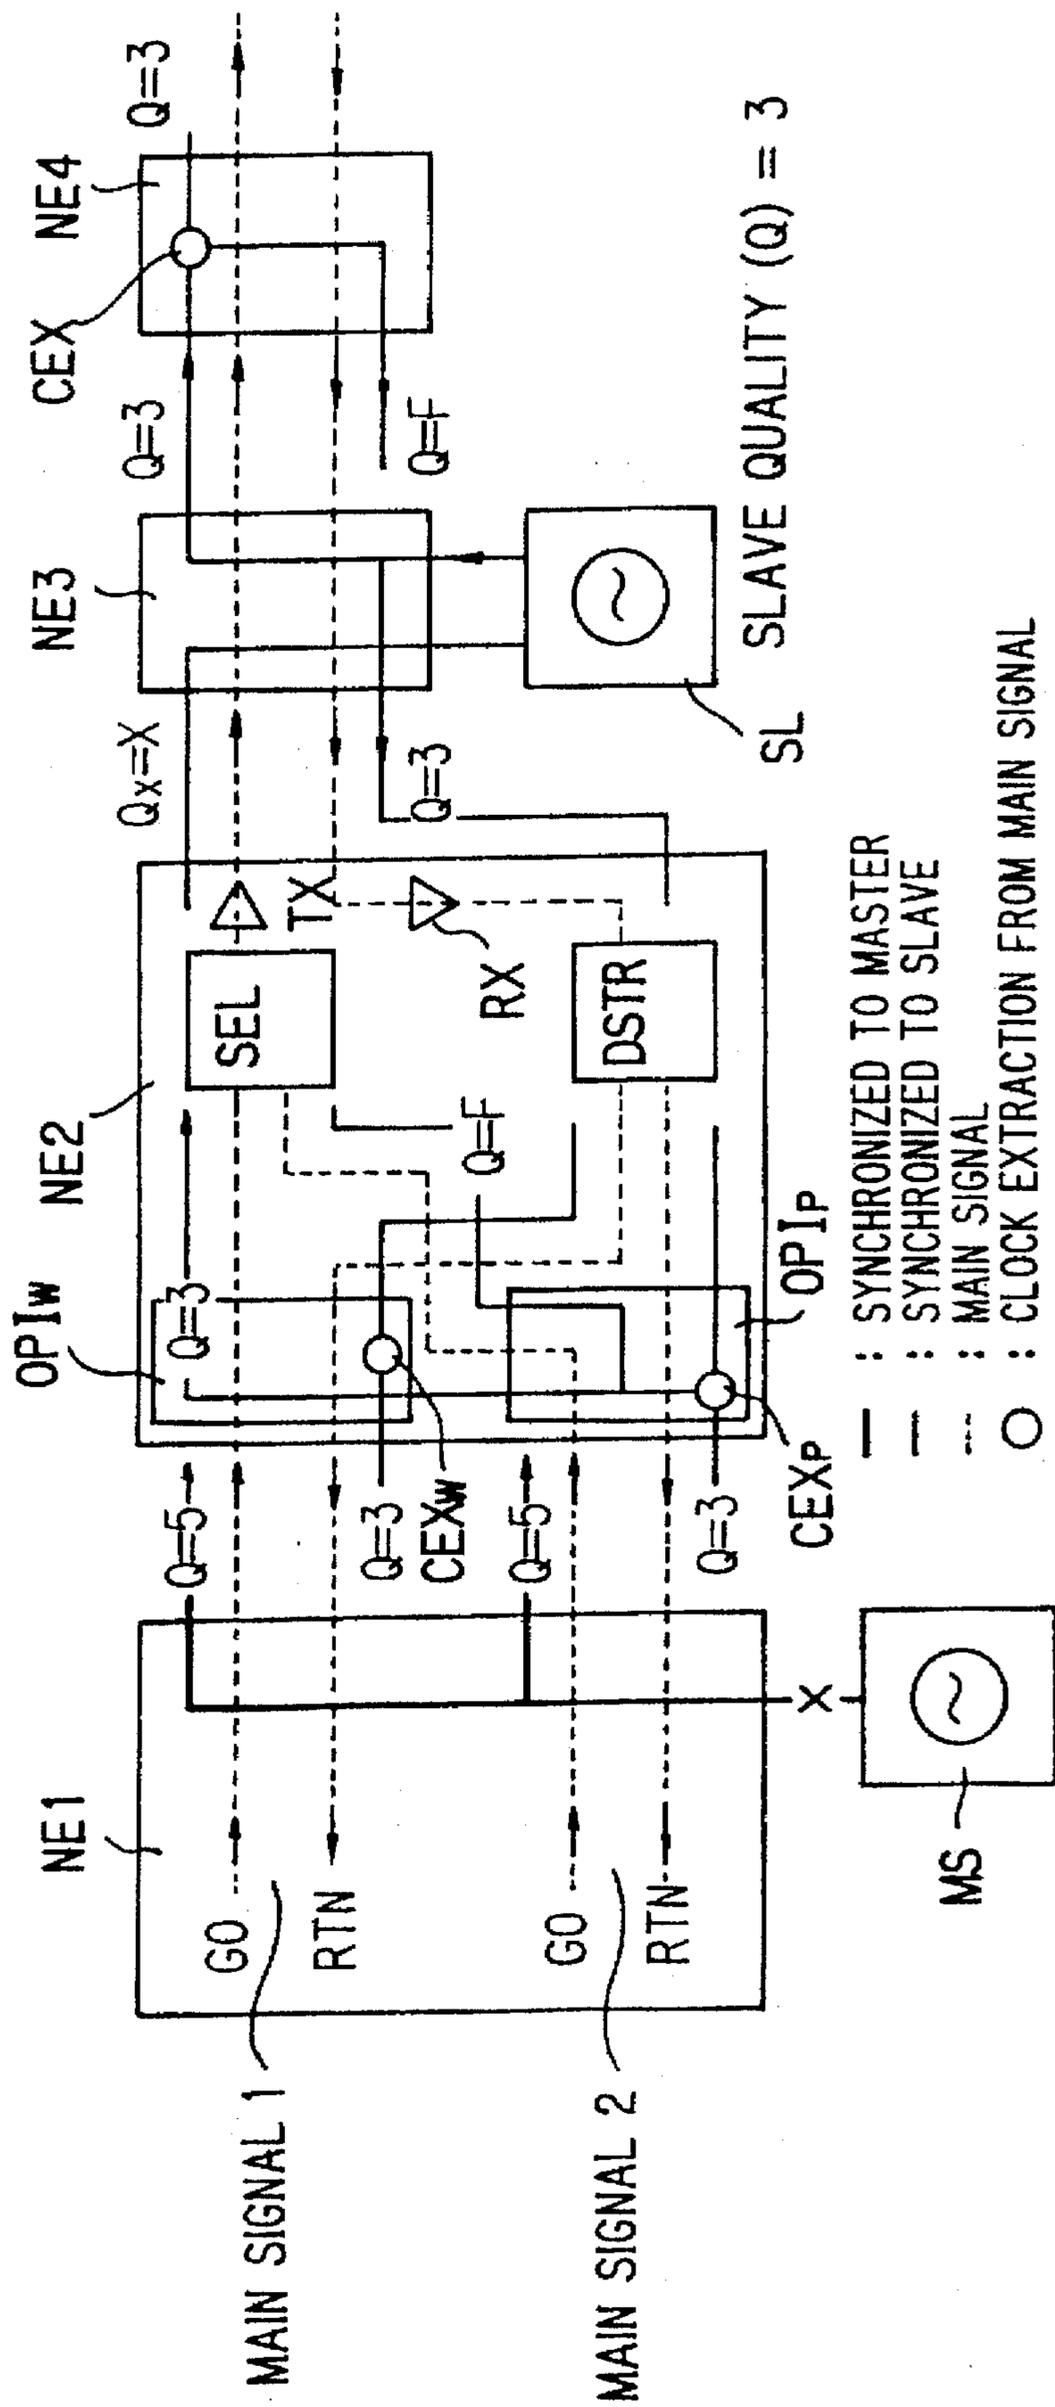 NE1
NE2
NE3
NE4
OPIW
CEX
Q=5
Q=3
QX=X
Q=3
Q=3
GO
SEL
TX
RTN
Q=3
CEXW
RX
Q=3
Q=F
Q=F
MAIN SIGNAL 1
Q=5
GO
DSTR
RTN
Q=3
CEXP
OPIP
SL
SLAVE QUALITY (Q) = 3
MAIN SIGNAL 2
X
MS
: SYNCHRONIZED TO MASTER
: SYNCHRONIZED TO SLAVE
: MAIN SIGNAL
: CLOCK EXTRACTION FROM MAIN SIGNAL